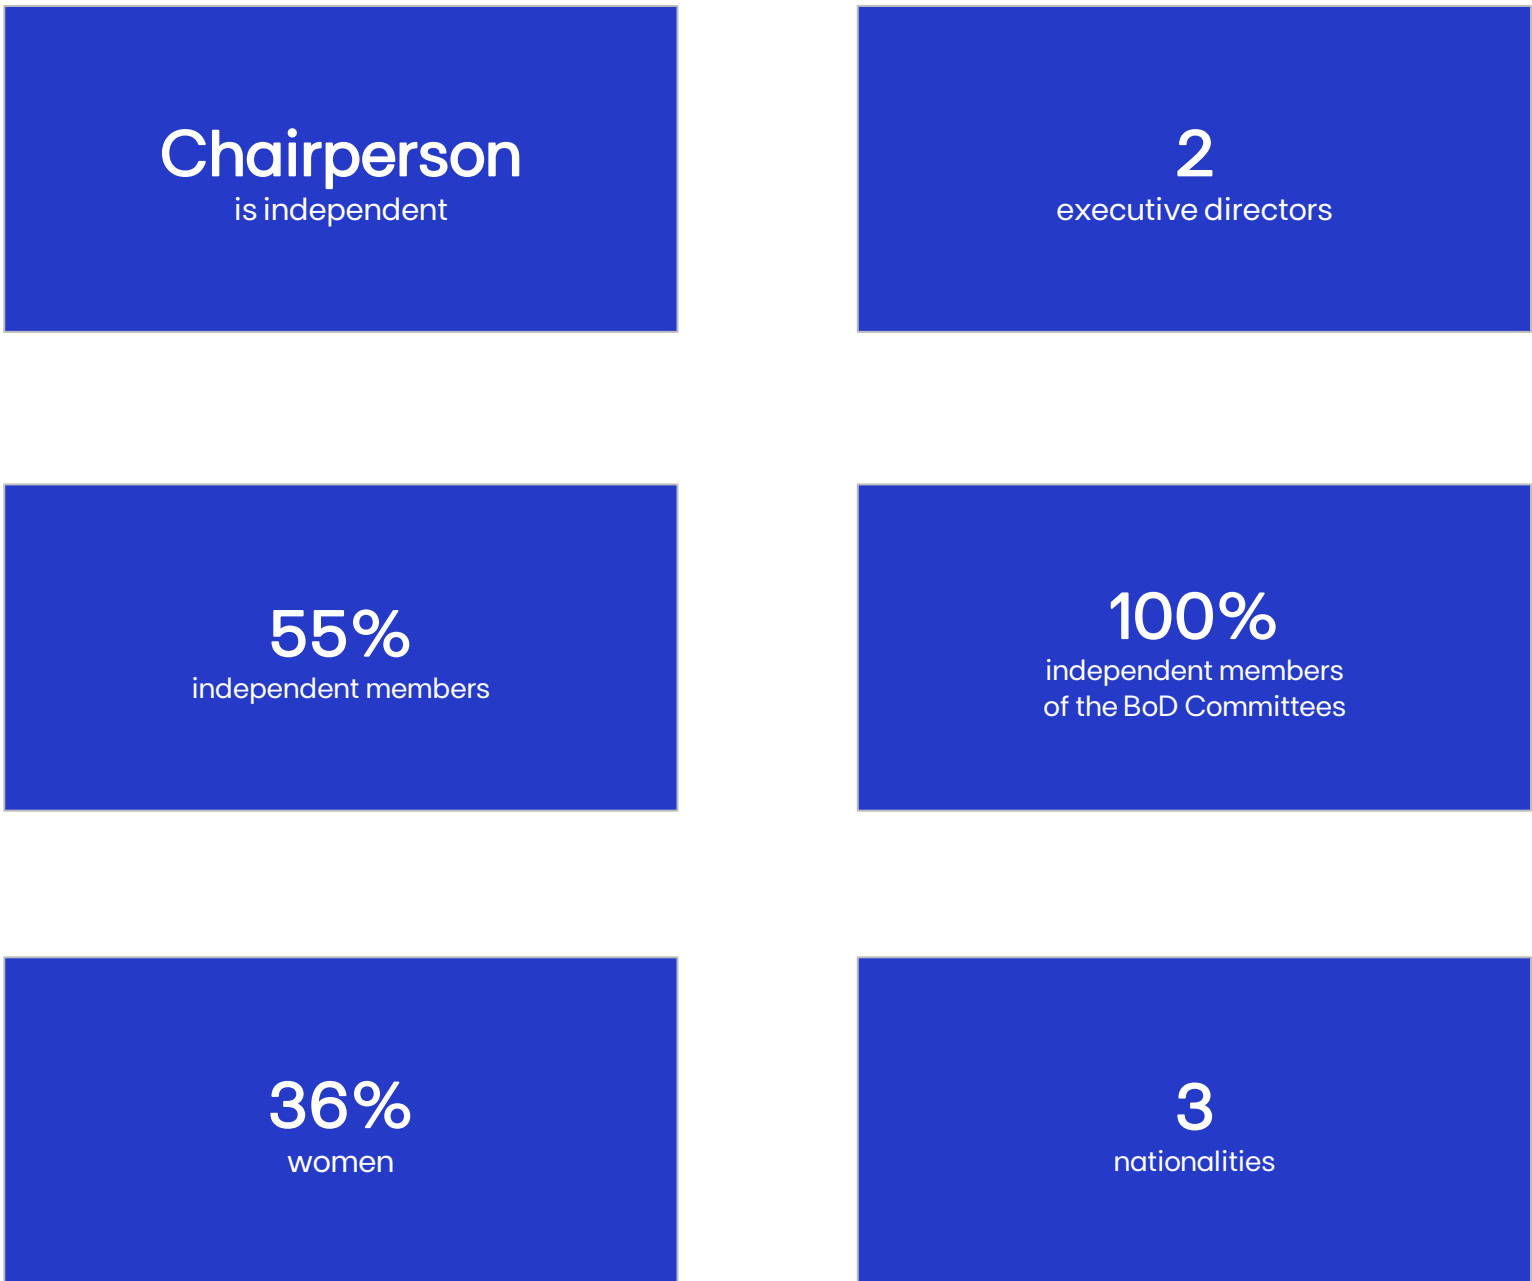 Chairperson
is independent
2
executive directors
55%
independent members
100%
independent members
of the BoD Committees
36%
women
3
nationalities